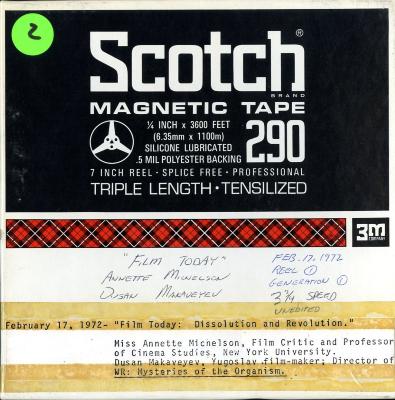 2
Scotch®
BRAND
MAGNETIC TAPE
¼ INCH x 3600 FEET
(6.35mm x 1100m)
SILICONE LUBRICATED
.5 MIL POLYESTER BACKING
290
7 INCH REEL · SPLICE FREE · PROFESSIONAL
TRIPLE LENGTH · TENSILIZED
3M
COMPANY
"FILM TODAY"
ANNETTE MICNELSON
DUSAN MAKAVEYEV
FEB. 17, 1972
REEL ①
GENERATION ①
3¾ SPEED
UNEDITED
February 17, 1972- "Film Today: Dissolution and Revolution."
Miss Annette Micnelson, Film Critic and Professor
of Cinema Studies, New York University.
Dusan Makaveyev, Yugoslav film-maker; Director of
WR: Mysteries of the Organism.